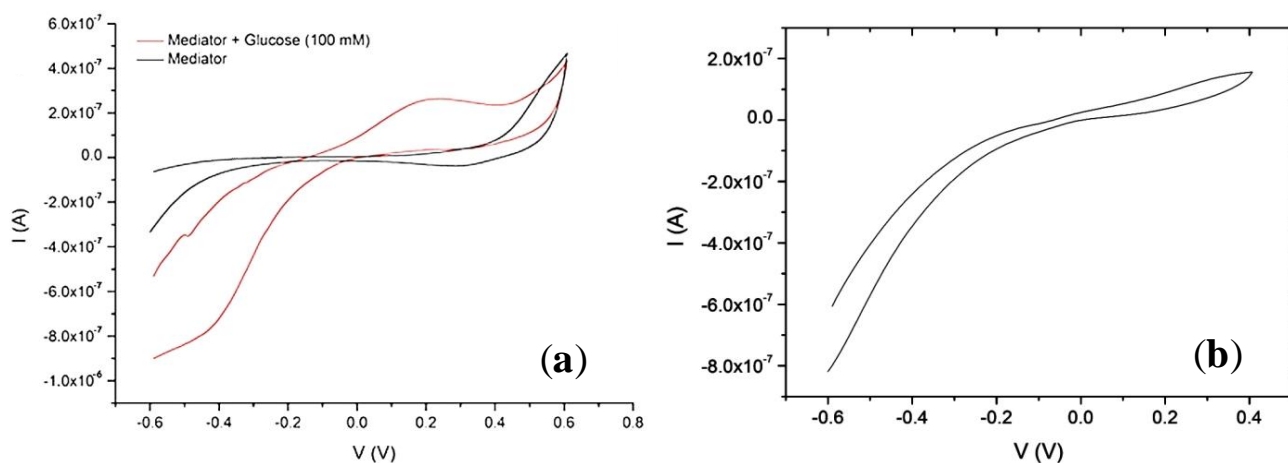 6.0x10⁻⁷
4.0x10⁻⁷
2.0x10⁻⁷
0.0
-2.0x10⁻⁷
-4.0x10⁻⁷
-6.0x10⁻⁷
-8.0x10⁻⁷
-1.0x10⁻⁶
I (A)
Mediator + Glucose (100 mM)
Mediator
(a)
-0.6 -0.4 -0.2 0.0 0.2 0.4 0.6 0.8
V (V)
2.0x10⁻⁷
0.0
-2.0x10⁻⁷
-4.0x10⁻⁷
-6.0x10⁻⁷
-8.0x10⁻⁷
I (A)
(b)
-0.6 -0.4 -0.2 0.0 0.2 0.4
V (V)